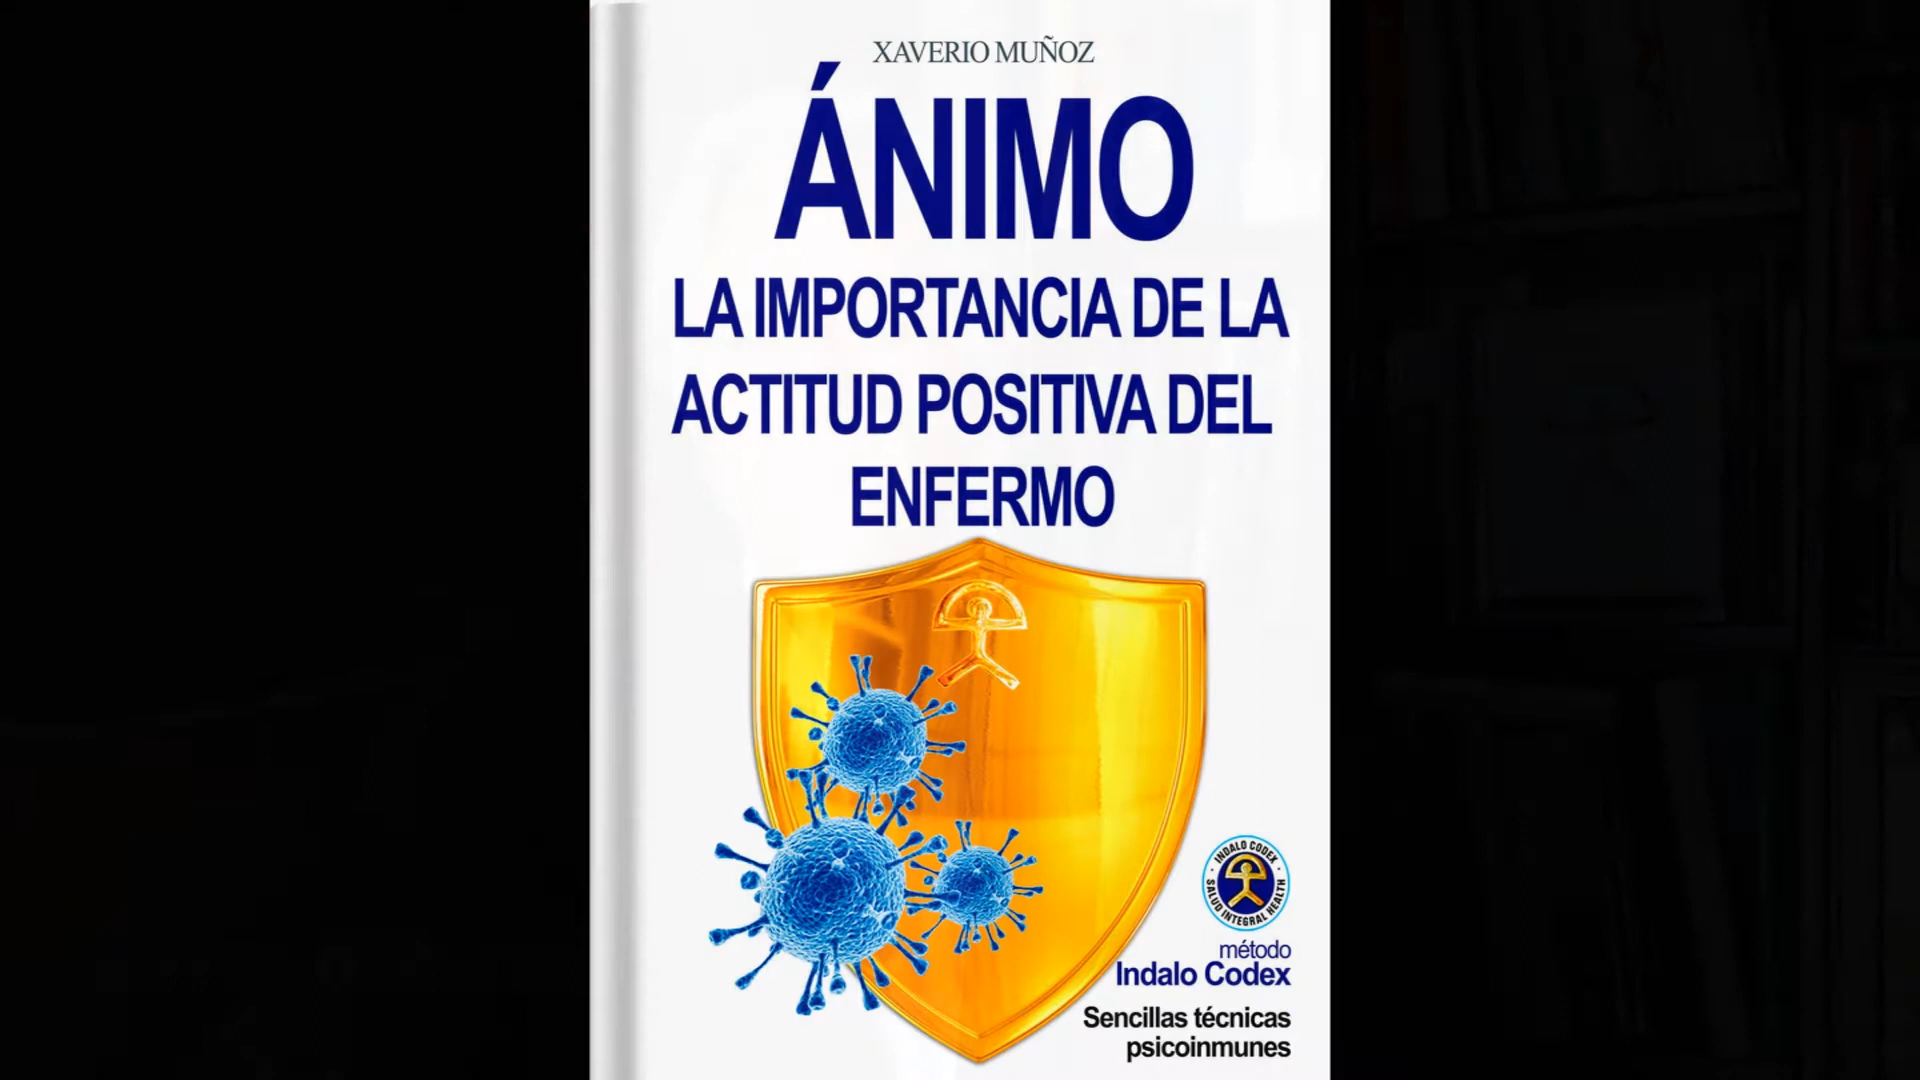 XAVERIO MUÑOZ
ÁNIMO
LA IMPORTANCIA DE LA
ACTITUD POSITIVA DEL
ENFERMO
· INDALO CODEX ·
SALUD INTEGRAL HEALTH
método
Indalo Codex
Sencillas técnicas
psicoinmunes